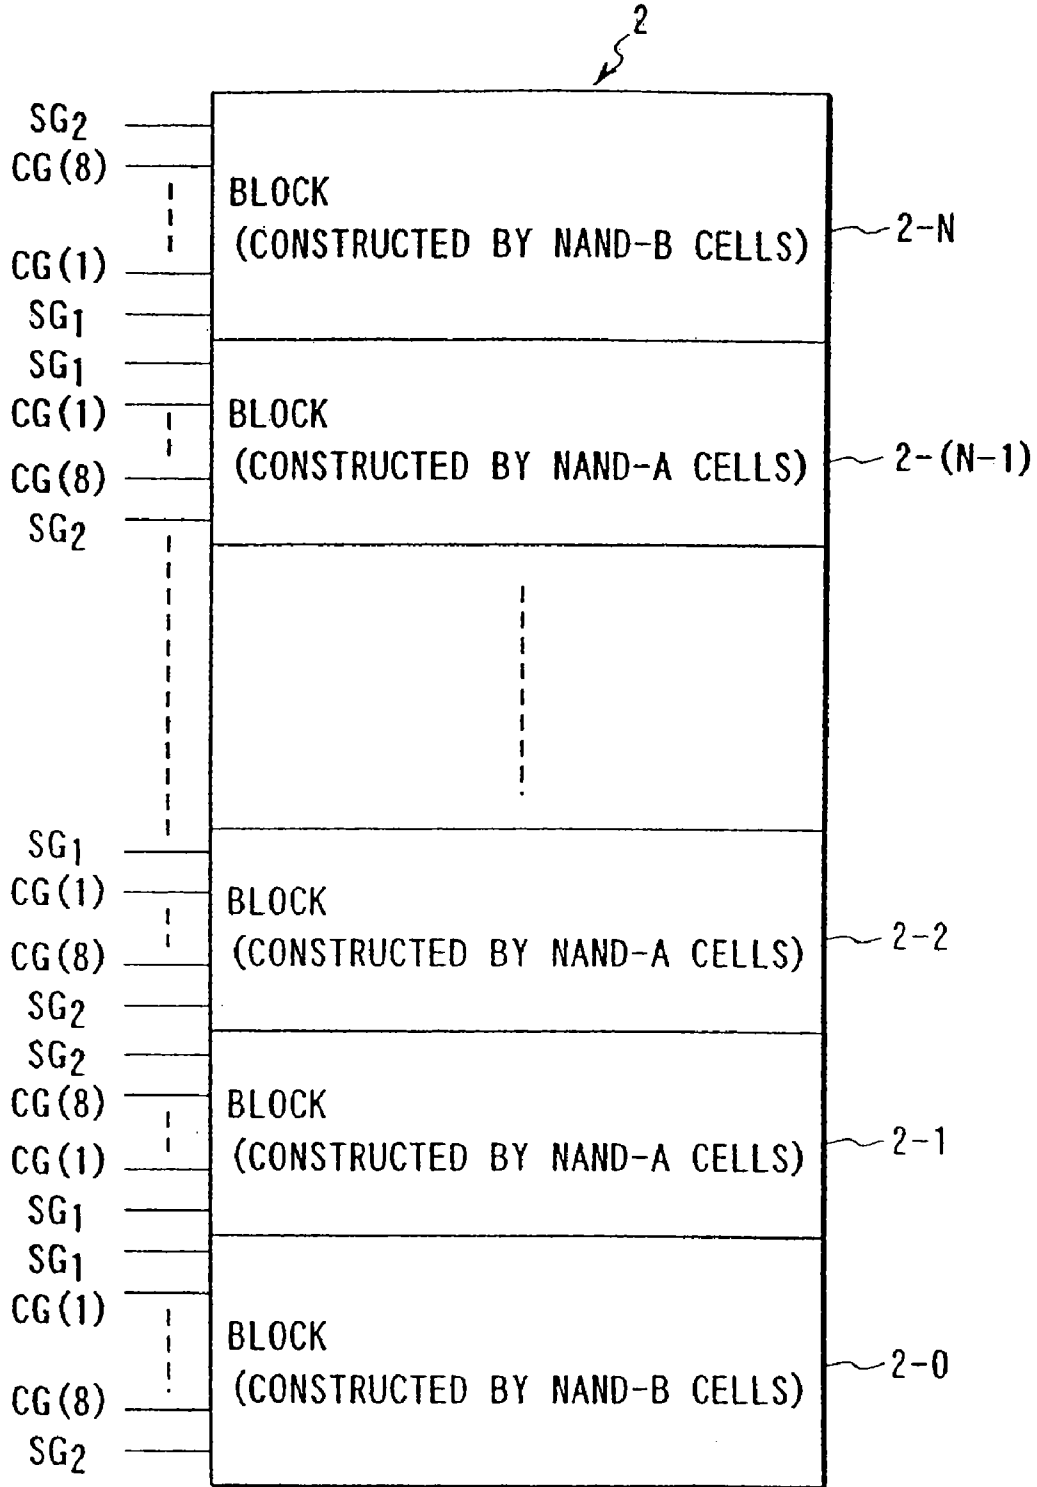 2
SG2
CG(8)
BLOCK
(CONSTRUCTED BY NAND-B CELLS)
2-N
CG(1)
SG1
SG1
CG(1)
BLOCK
(CONSTRUCTED BY NAND-A CELLS)
2-(N-1)
CG(8)
SG2
SG1
CG(1)
BLOCK
(CONSTRUCTED BY NAND-A CELLS)
2-2
CG(8)
SG2
SG2
CG(8)
BLOCK
(CONSTRUCTED BY NAND-A CELLS)
2-1
CG(1)
SG1
SG1
CG(1)
BLOCK
(CONSTRUCTED BY NAND-B CELLS)
2-0
CG(8)
SG2